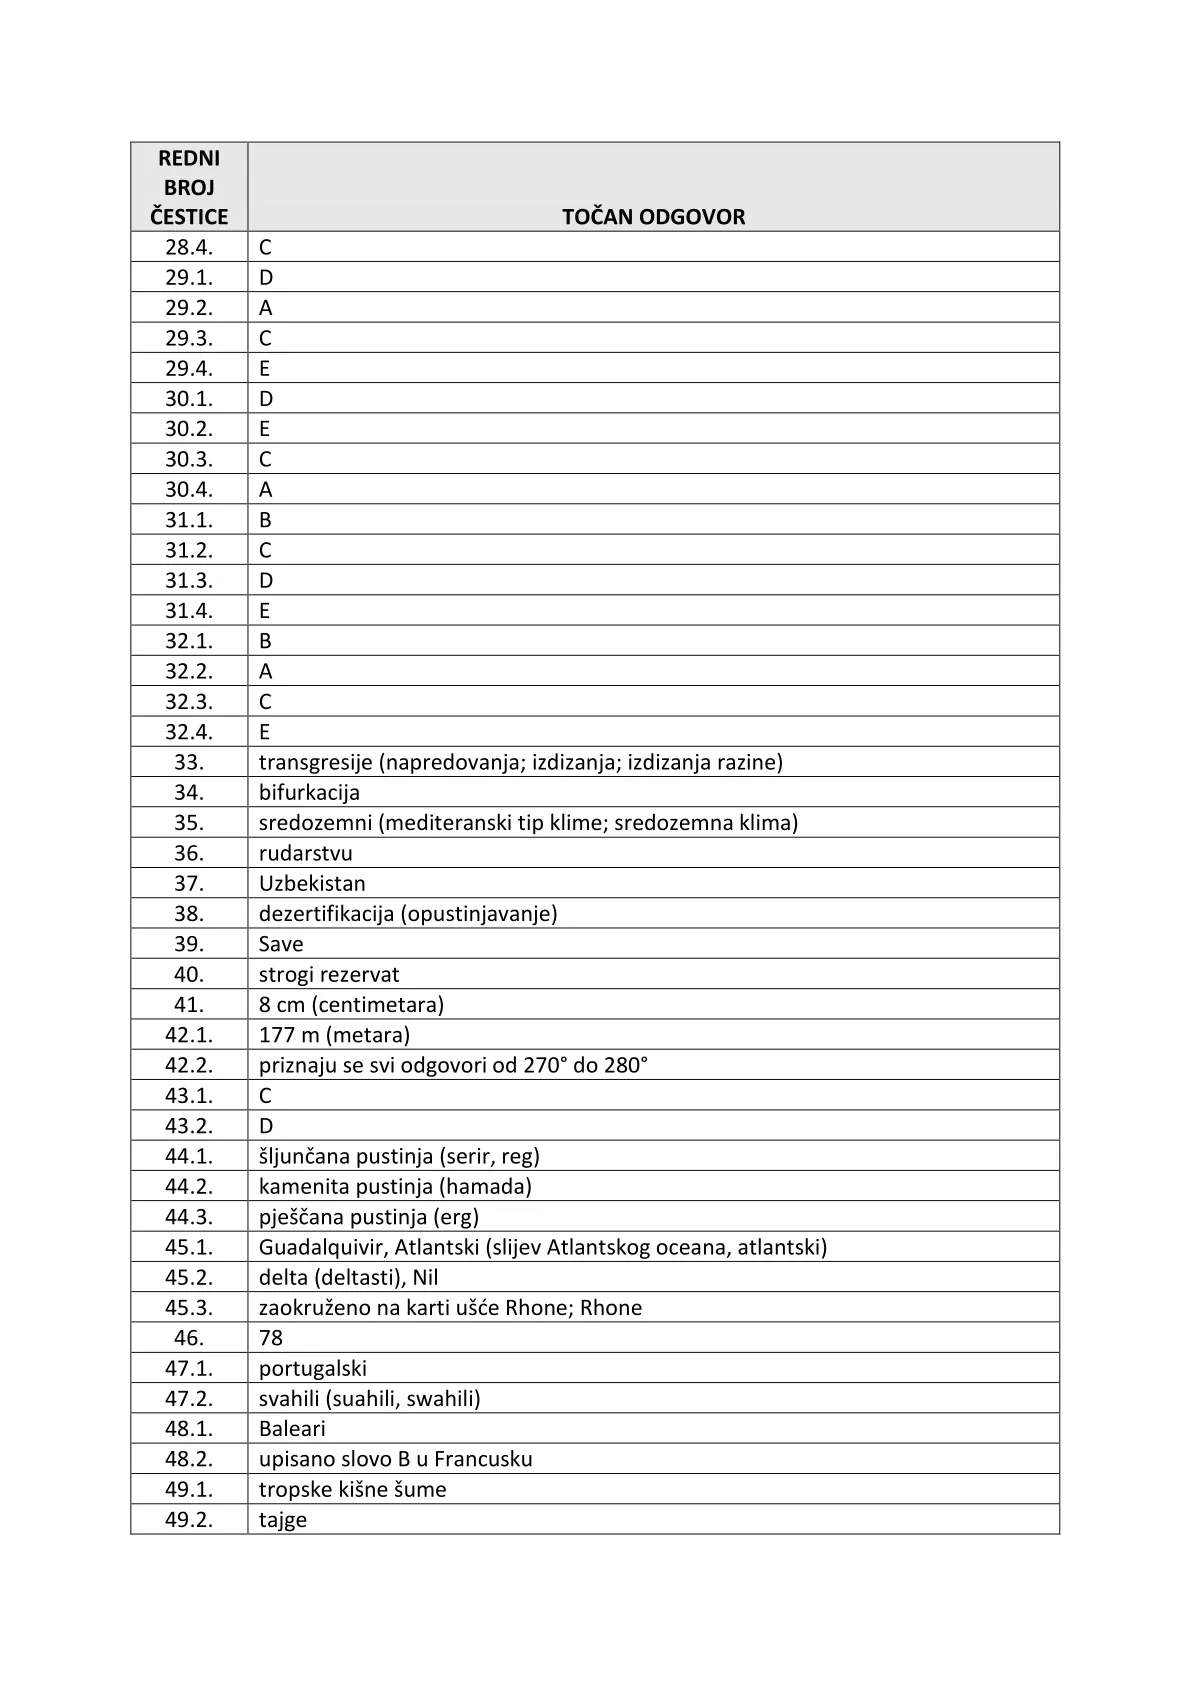 REDNI
BROJ
ČESTICE TOČAN ODGOVOR
28.4. C
29.1. D
29.2. A
29.3. C
29.4. E
30.1. D
30.2. E
30.3. C
30.4. A
31.1. B
31.2. C
31.3. D
31.4. E
32.1. B
32.2. A
32.3. C
32.4. E
33. transgresije (napredovanja; izdizanja; izdizanja razine)
34. bifurkacija
35. sredozemni (mediteranski tip klime; sredozemna klima)
36. rudarstvu
37. Uzbekistan
38. dezertifikacija (opustinjavanje)
39. Save
40. strogi rezervat
41. 8 cm (centimetara)
42.1. 177 m (metara)
42.2. priznaju se svi odgovori od 270° do 280°
43.1. C
43.2. D
44.1. šljunčana pustinja (serir, reg)
44.2. kamenita pustinja (hamada)
44.3. pješčana pustinja (erg)
45.1. Guadalquivir, Atlantski (slijev Atlantskog oceana, atlantski)
45.2. delta (deltasti), Nil
45.3. zaokruženo na karti ušće Rhone; Rhone
46. 78
47.1. portugalski
47.2. svahili (suahili, swahili)
48.1. Baleari
48.2. upisano slovo B u Francusku
49.1. tropske kišne šume
49.2. tajge